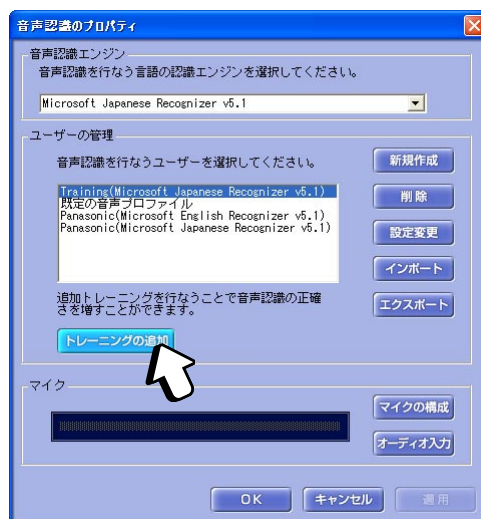 音声認識のプロパティ
音声認識エンジン
音声認識を行なう言語の認識エンジンを選択してください。
Microsoft Japanese Recognizer v5.1
ユーザーの管理
音声認識を行なうユーザーを選択してください。
新規作成
Training(Microsoft Japanese Recognizer v5.1)
既定の音声プロファイル
Panasonic(Microsoft English Recognizer v5.1)
Panasonic(Microsoft Japanese Recognizer v5.1)
削除
設定変更
インポート
追加トレーニングを行なうことで音声認識の正確
さを増すことができます。
エクスポート
トレーニングの追加
マイク
マイクの構成
オーディオ入力
OK
キャンセル
適用